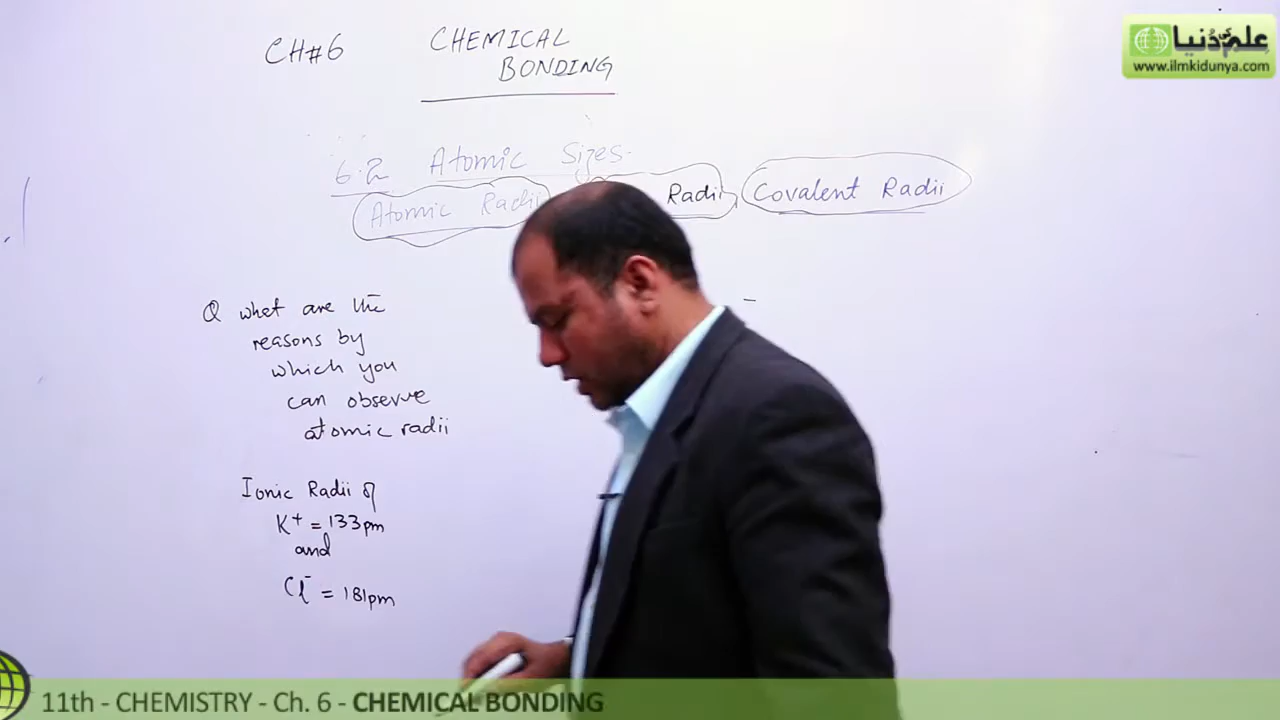 CH#6
CHEMICAL
BONDING
علم کی دُنیا
www.ilmkidunya.com
6.2 Atomic Sizes.
Atomic Radii Radii Covalent Radii
Q what are the
reasons by
which you
can observe
atomic radii
Ionic Radii of
K+ = 133pm
and
Cl- = 181pm
11th - CHEMISTRY - Ch. 6 - CHEMICAL BONDING